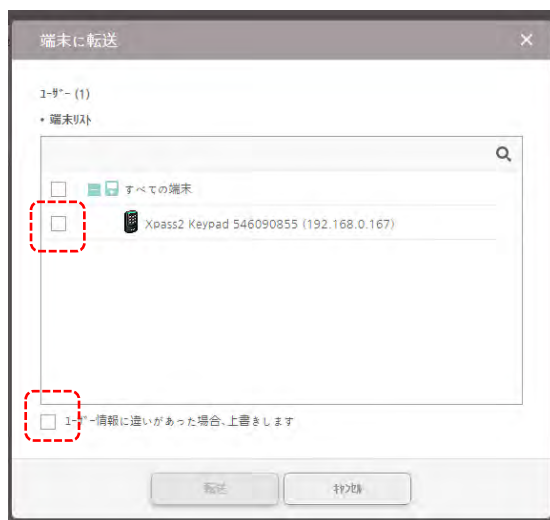 端末に転送
ﾕｰｻﾞｰ (1)
• 端末ﾘｽﾄ
すべての端末
Xpass2 Keypad 546090855 (192.168.0.167)
ﾕｰｻﾞｰ情報に違いがあった場合、上書きします
転送
ｷｬﾝｾﾙ